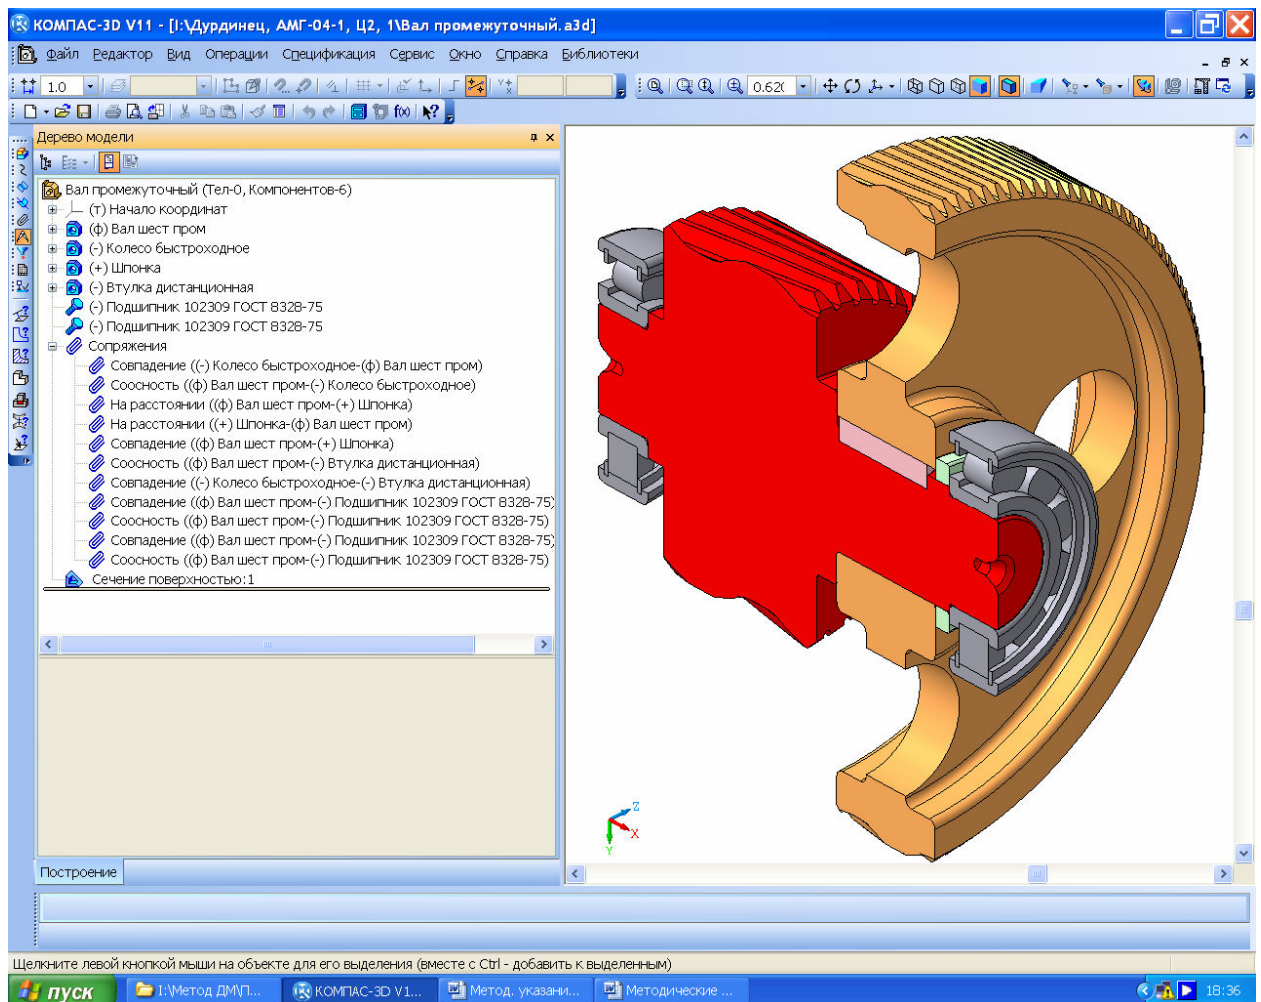 КОМПАС-3D V11 - [I:\Дурдинец, АМГ-04-1, Ц2, 1\Вал промежуточный.a3d]
Файл Редактор Вид Операции Спецификация Сервис Окно Справка Библиотеки
1.0
0.62(
f(x)
Дерево модели
Вал промежуточный (Тел-0, Компонентов-6)
(т) Начало координат
(ф) Вал шест пром
(-) Колесо быстроходное
(+) Шпонка
(-) Втулка дистанционная
(-) Подшипник 102309 ГОСТ 8328-75
(-) Подшипник 102309 ГОСТ 8328-75
Сопряжения
Совпадение ((-) Колесо быстроходное-(ф) Вал шест пром)
Соосность ((ф) Вал шест пром-(-) Колесо быстроходное)
На расстоянии ((ф) Вал шест пром-(+) Шпонка)
На расстоянии ((+) Шпонка-(ф) Вал шест пром)
Совпадение ((ф) Вал шест пром-(+) Шпонка)
Соосность ((ф) Вал шест пром-(-) Втулка дистанционная)
Совпадение ((-) Колесо быстроходное-(-) Втулка дистанционная)
Совпадение ((ф) Вал шест пром-(-) Подшипник 102309 ГОСТ 8328-75)
Соосность ((ф) Вал шест пром-(-) Подшипник 102309 ГОСТ 8328-75)
Совпадение ((ф) Вал шест пром-(-) Подшипник 102309 ГОСТ 8328-75)
Соосность ((ф) Вал шест пром-(-) Подшипник 102309 ГОСТ 8328-75)
Сечение поверхностью:1
Z
X
Y
Построение
Щелкните левой кнопкой мыши на объекте для его выделения (вместе с Ctrl - добавить к выделенным)
пуск I:\Метод ДМ\П... КОМПАС-3D V1... Метод. указани... Методические ... 18:36